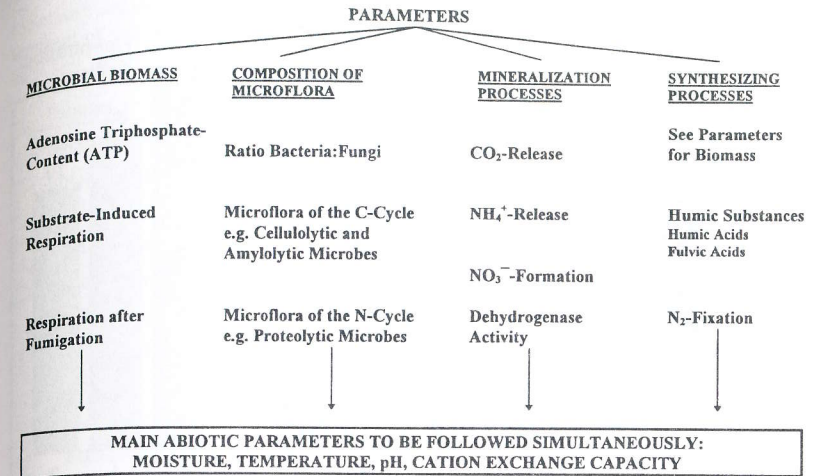 PARAMETERS
MICROBIAL BIOMASS
Adenosine Triphosphate-
Content (ATP)
Substrate-Induced
Respiration
Respiration after
Fumigation
COMPOSITION OF
MICROFLORA
Ratio Bacteria:Fungi
Microflora of the C-Cycle
e.g. Cellulolytic and
Amylolytic Microbes
Microflora of the N-Cycle
e.g. Proteolytic Microbes
MINERALIZATION
PROCESSES
CO₂-Release
NH₄⁺-Release
NO₃⁻-Formation
Dehydrogenase
Activity
SYNTHESIZING
PROCESSES
See Parameters
for Biomass
Humic Substances
Humic Acids
Fulvic Acids
N₂-Fixation
MAIN ABIOTIC PARAMETERS TO BE FOLLOWED SIMULTANEOUSLY:
MOISTURE, TEMPERATURE, pH, CATION EXCHANGE CAPACITY